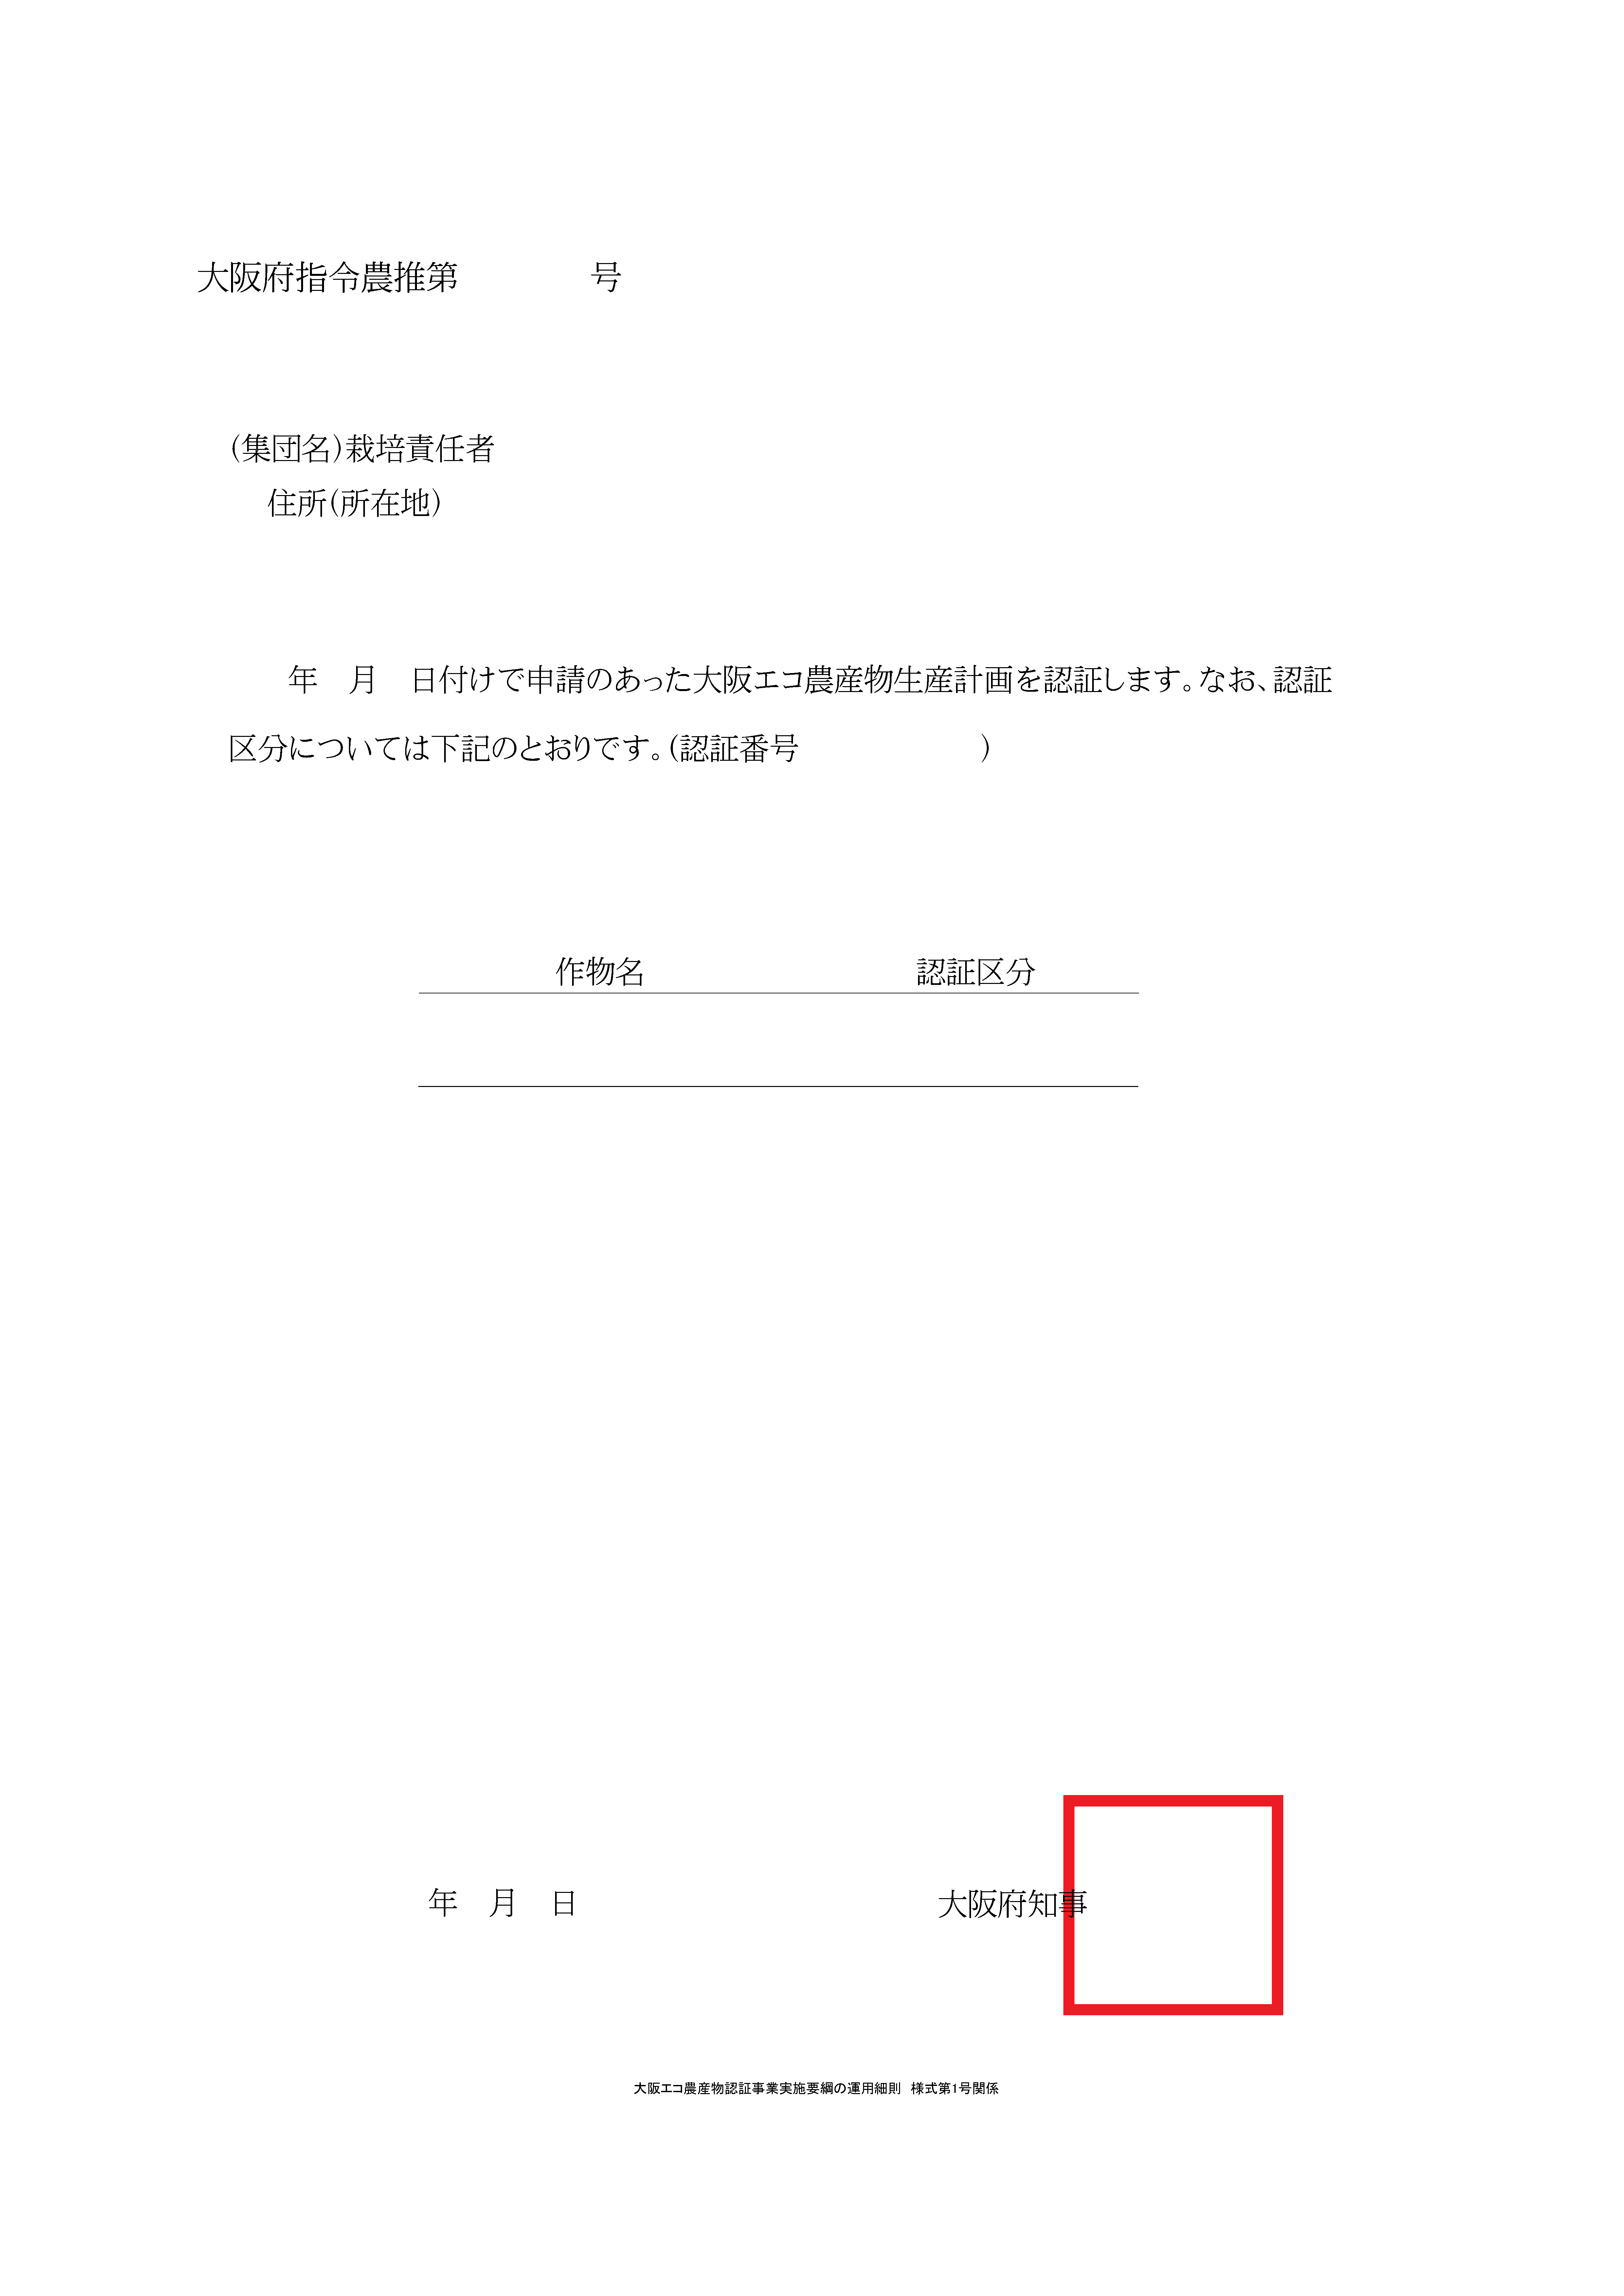 大阪府指令農推第　　　　号
（集団名）栽培責任者
住所（所在地）
年　月　日付けで申請のあった大阪エコ農産物生産計画を認証します。なお、認証
区分については下記のとおりです。（認証番号　　　　　　）
作物名　　　　　　　　　認証区分
年　月　日　　　　　　　　　　　　大阪府知事
大阪エコ農産物認証事業実施要綱の運用細則　様式第1号関係